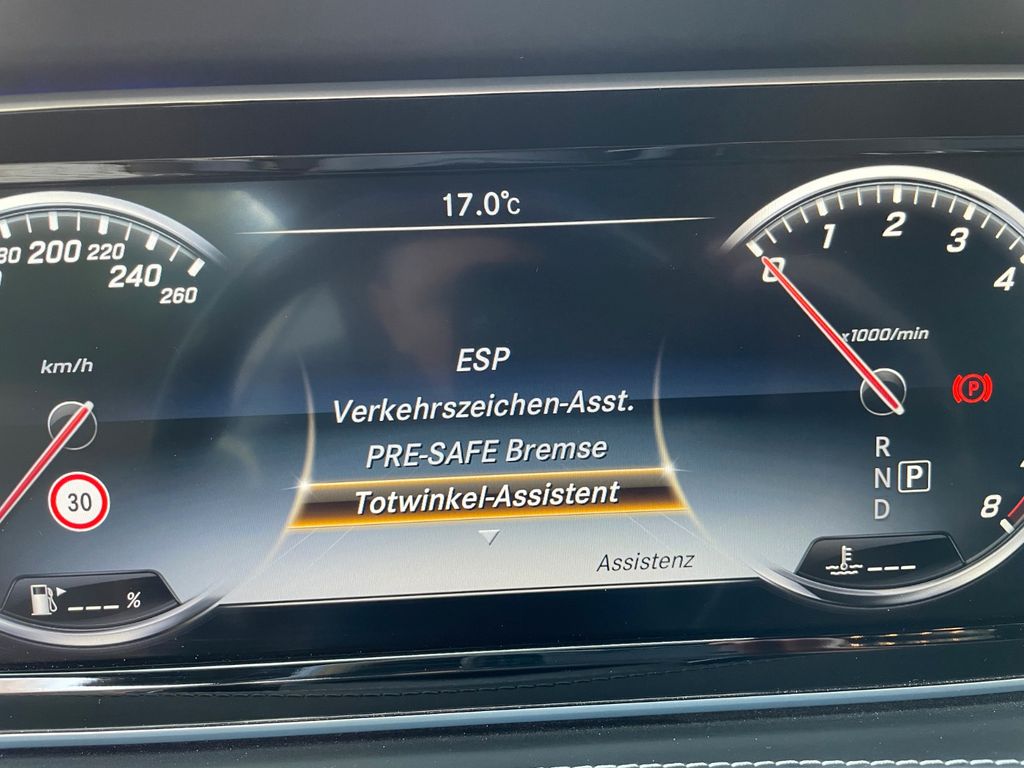 17.0°C
200
220
240
260
km/h
30
--- %
ESP
Verkehrszeichen-Asst.
PRE-SAFE Bremse
Totwinkel-Assistent
Assistenz
0
1
2
3
4
x1000/min
P
R
N P
D
8
---